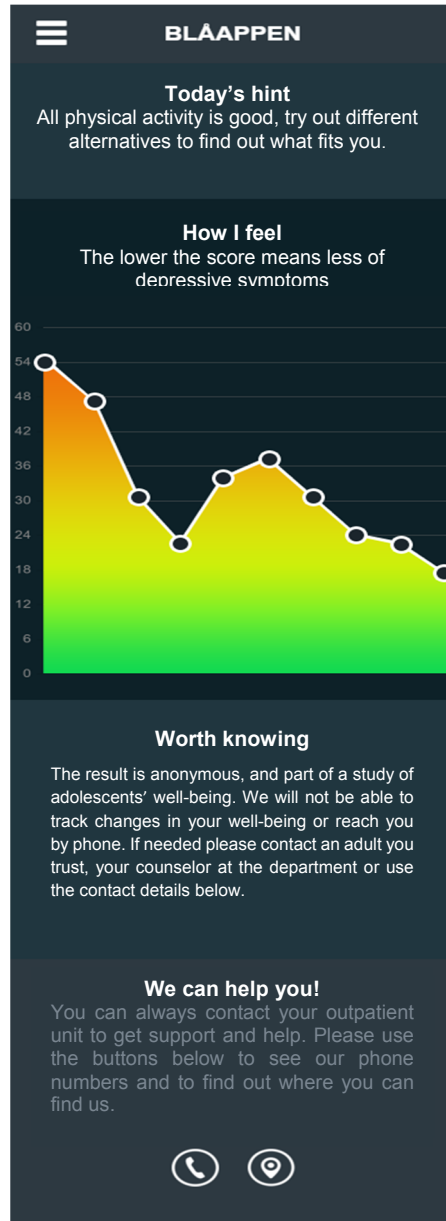 BLÅAPPEN
Today's hint
All physical activity is good, try out different
alternatives to find out what fits you.
How I feel
The lower the score means less of
depressive symptoms
60
54
48
42
36
30
24
18
12
6
0
Worth knowing
The result is anonymous, and part of a study of
adolescents' well-being. We will not be able to
track changes in your well-being or reach you
by phone. If needed please contact an adult you
trust, your counselor at the department or use
the contact details below.
We can help you!
You can always contact your outpatient
unit to get support and help. Please use
the buttons below to see our phone
numbers and to find out where you can
find us.